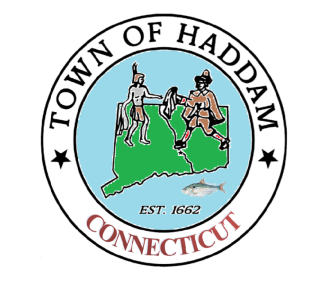 TOWN OF HADDAM
EST. 1662
CONNECTICUT